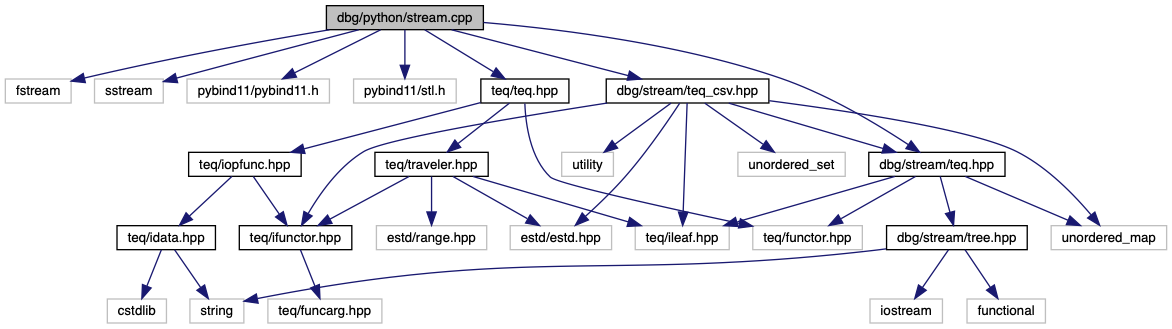 dbg/python/stream.cpp
fstream
sstream
pybind11/pybind11.h
pybind11/stl.h
teq/teq.hpp
dbg/stream/teq_csv.hpp
teq/iopfunc.hpp
teq/traveler.hpp
utility
unordered_set
dbg/stream/teq.hpp
teq/idata.hpp
teq/ifunctor.hpp
estd/range.hpp
estd/estd.hpp
teq/ileaf.hpp
teq/functor.hpp
dbg/stream/tree.hpp
unordered_map
cstdlib
string
teq/funcarg.hpp
iostream
functional